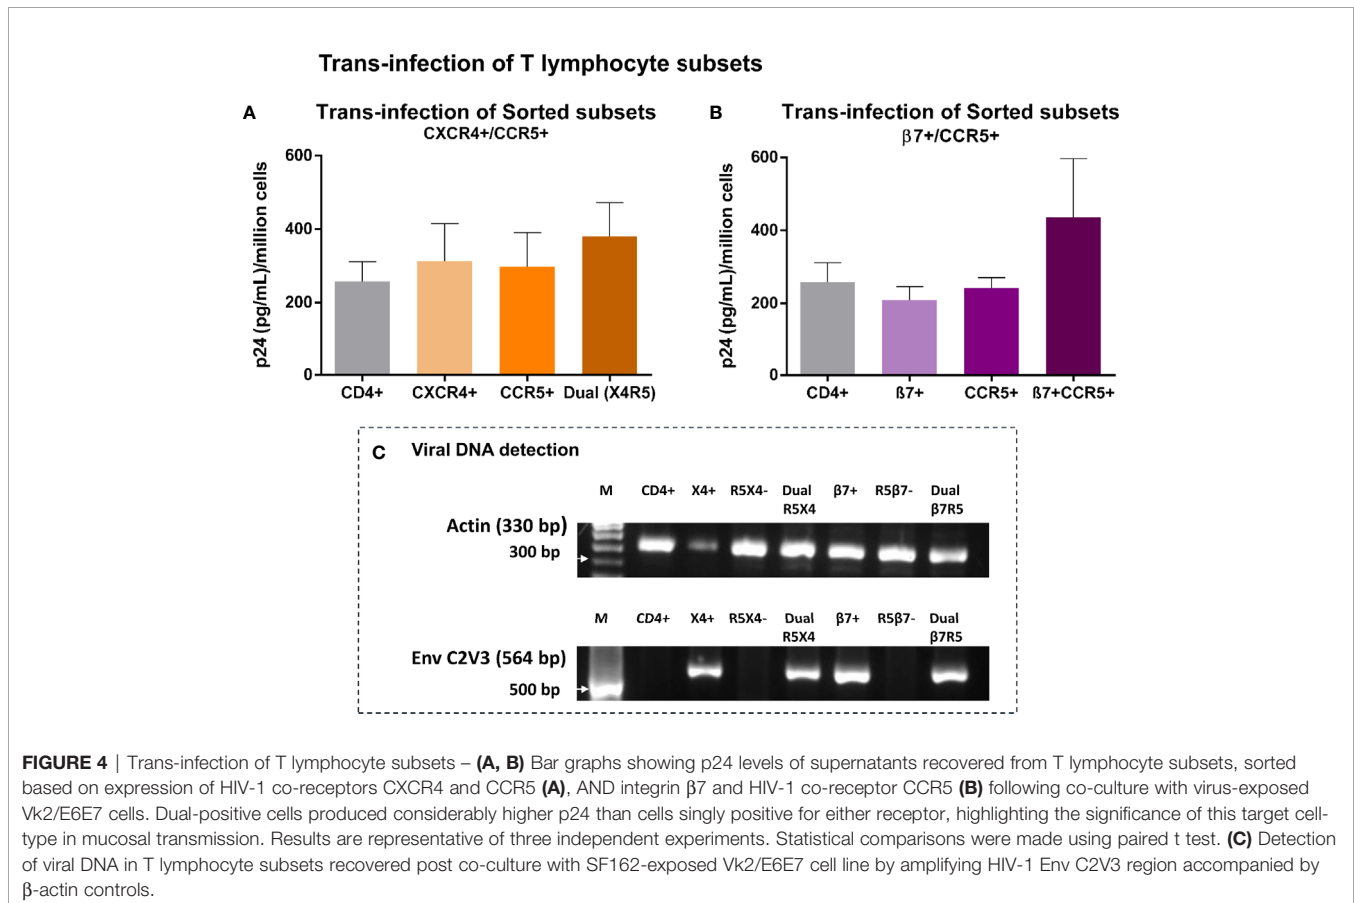 Trans-infection of T lymphocyte subsets
A
Trans-infection of Sorted subsets
CXCR4+/CCR5+
p24 (pg/mL)/million cells
600
400
200
0
CD4+ CXCR4+ CCR5+ Dual (X4R5)
B
Trans-infection of Sorted subsets
β7+/CCR5+
p24 (pg/mL)/million cells
600
400
200
0
CD4+ ß7+ CCR5+ ß7+CCR5+
C Viral DNA detection
M CD4+ X4+ R5X4- Dual R5X4 β7+ R5β7- Dual β7R5
Actin (330 bp)
300 bp
M CD4+ X4+ R5X4- Dual R5X4 β7+ R5β7- Dual β7R5
Env C2V3 (564 bp)
500 bp
FIGURE 4 | Trans-infection of T lymphocyte subsets – (A, B) Bar graphs showing p24 levels of supernatants recovered from T lymphocyte subsets, sorted
based on expression of HIV-1 co-receptors CXCR4 and CCR5 (A), AND integrin β7 and HIV-1 co-receptor CCR5 (B) following co-culture with virus-exposed
Vk2/E6E7 cells. Dual-positive cells produced considerably higher p24 than cells singly positive for either receptor, highlighting the significance of this target cell-
type in mucosal transmission. Results are representative of three independent experiments. Statistical comparisons were made using paired t test. (C) Detection
of viral DNA in T lymphocyte subsets recovered post co-culture with SF162-exposed Vk2/E6E7 cell line by amplifying HIV-1 Env C2V3 region accompanied by
β-actin controls.